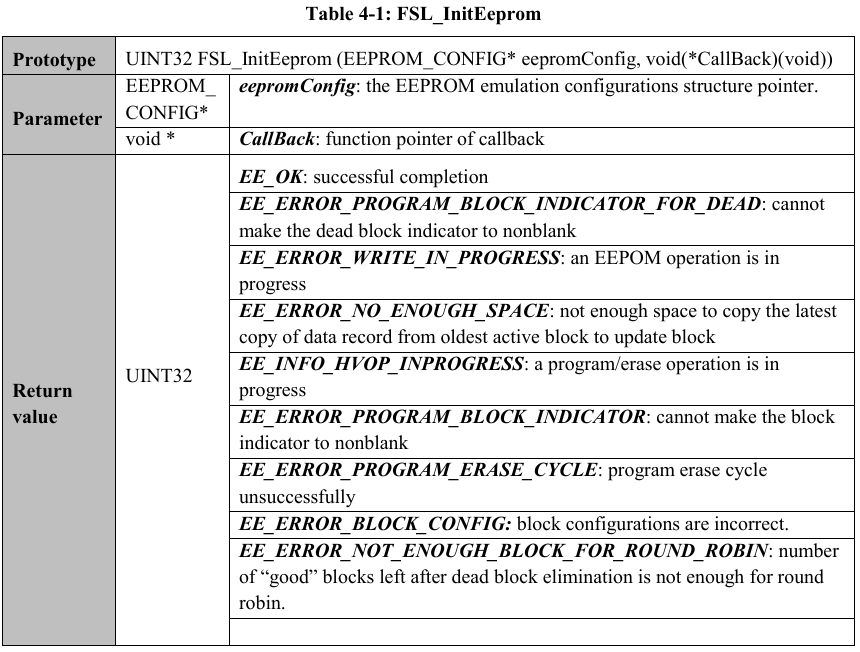 Table 4-1: FSL_InitEeprom
Prototype UINT32 FSL_InitEeprom (EEPROM_CONFIG* eepromConfig, void(*CallBack)(void))
Parameter
EEPROM_
CONFIG*
eepromConfig: the EEPROM emulation configurations structure pointer.
void *
CallBack: function pointer of callback
Return
value
UINT32
EE_OK: successful completion
EE_ERROR_PROGRAM_BLOCK_INDICATOR_FOR_DEAD: cannot
make the dead block indicator to nonblank
EE_ERROR_WRITE_IN_PROGRESS: an EEPOM operation is in
progress
EE_ERROR_NO_ENOUGH_SPACE: not enough space to copy the latest
copy of data record from oldest active block to update block
EE_INFO_HVOP_INPROGRESS: a program/erase operation is in
progress
EE_ERROR_PROGRAM_BLOCK_INDICATOR: cannot make the block
indicator to nonblank
EE_ERROR_PROGRAM_ERASE_CYCLE: program erase cycle
unsuccessfully
EE_ERROR_BLOCK_CONFIG: block configurations are incorrect.
EE_ERROR_NOT_ENOUGH_BLOCK_FOR_ROUND_ROBIN: number
of “good” blocks left after dead block elimination is not enough for round
robin.